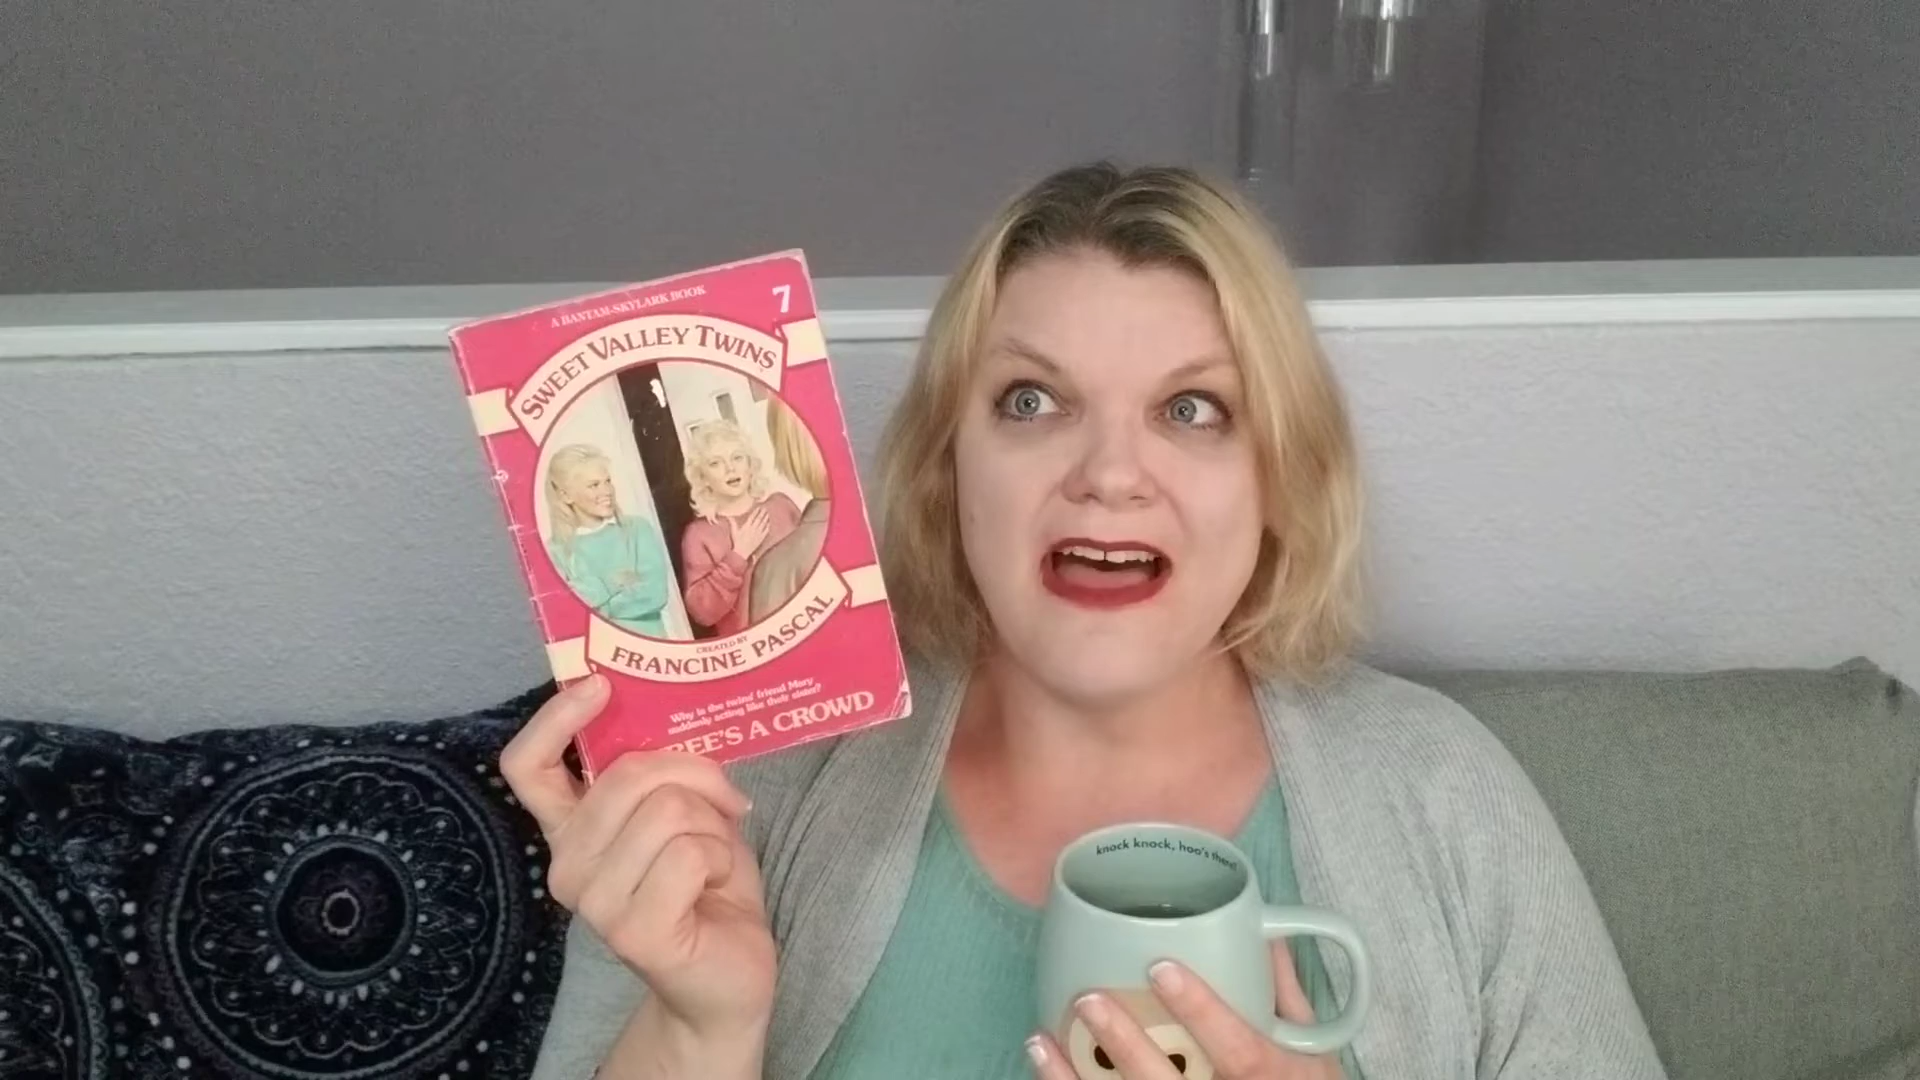 A BANTAM-SKYLARK BOOK
7
SWEET VALLEY TWINS
CREATED BY
FRANCINE PASCAL
Why is the twins' friend Mary
suddenly acting like their sister?
REE'S A CROWD
knock knock, hoo's there?